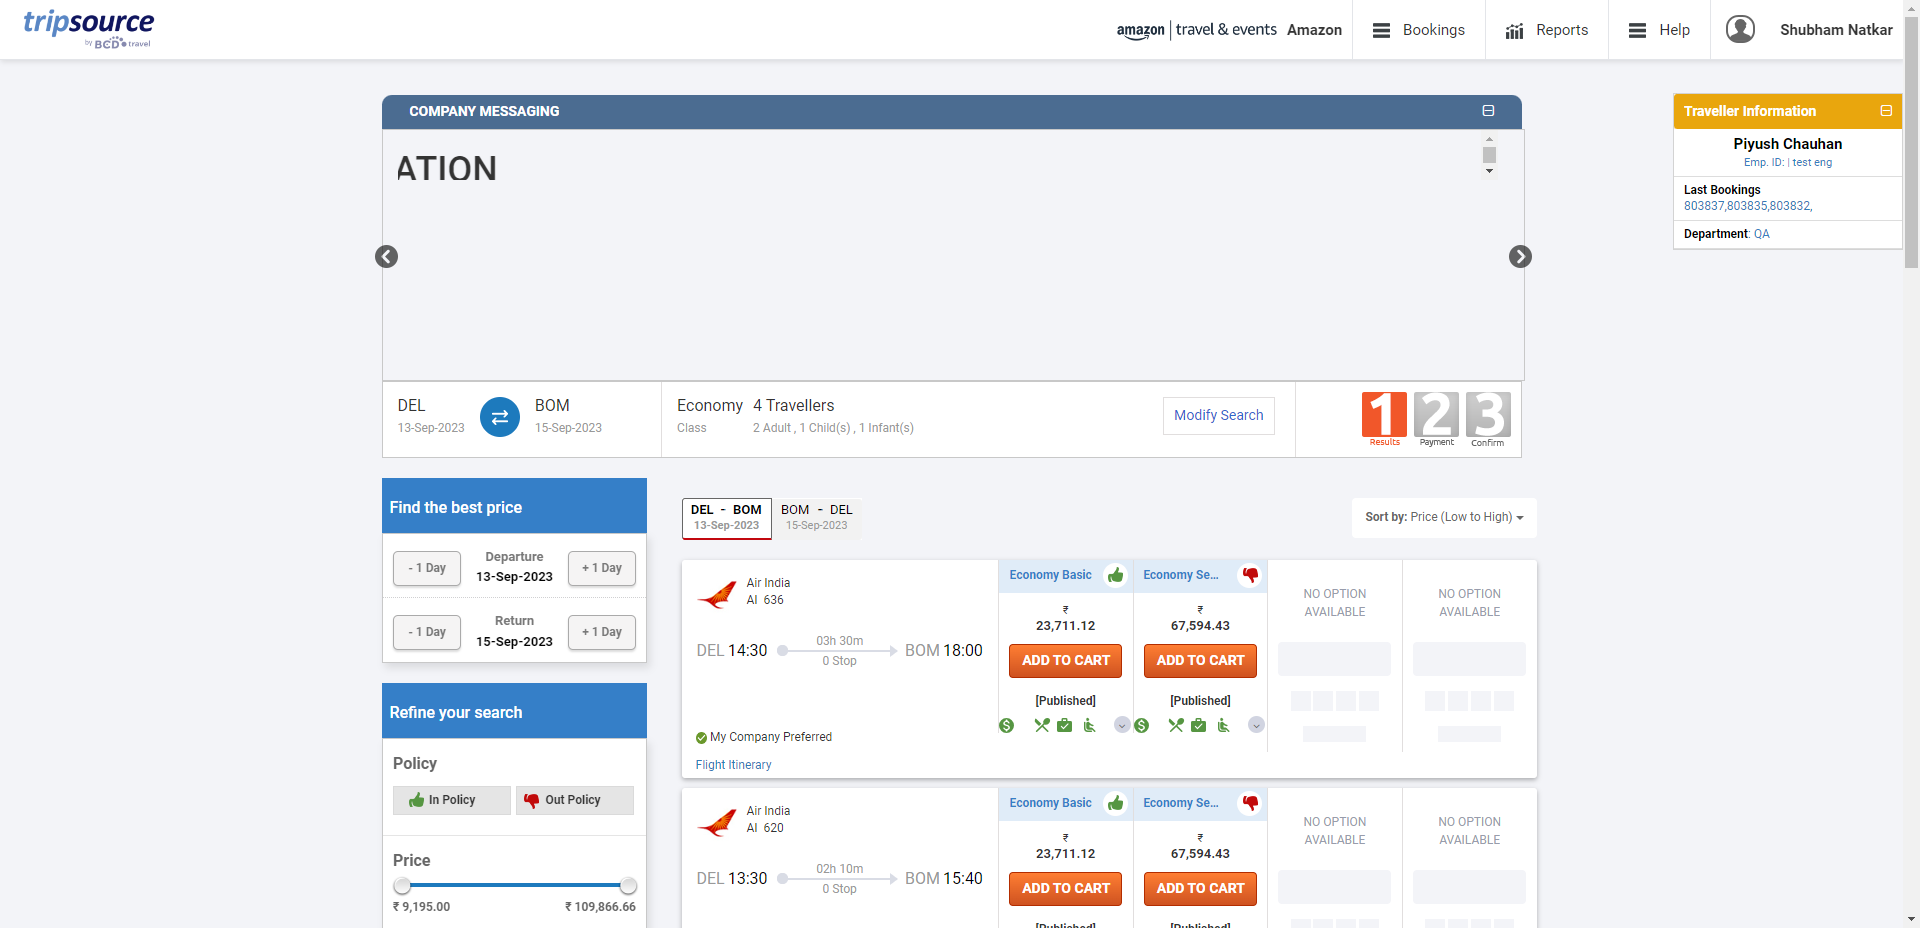 tripsource
by BCD travel
amazon travel & events Amazon
Bookings
Reports
Help
Shubham Natkar
COMPANY MESSAGING
ATION
Traveller Information
Piyush Chauhan
Emp. ID: | test eng
Last Bookings
803837,803835,803832,
Department: QA
DEL
13-Sep-2023
BOM
15-Sep-2023
Economy
Class
4 Travellers
2 Adult , 1 Child(s) , 1 Infant(s)
Modify Search
1
Results
2
Payment
3
Confirm
Find the best price
- 1 Day
Departure
13-Sep-2023
+ 1 Day
- 1 Day
Return
15-Sep-2023
+ 1 Day
Refine your search
Policy
In Policy
Out Policy
Price
₹ 9,195.00
₹ 109,866.66
DEL - BOM
13-Sep-2023
BOM - DEL
15-Sep-2023
Sort by: Price (Low to High)
Air India
AI 636
DEL 14:30
03h 30m
0 Stop
BOM 18:00
My Company Preferred
Flight Itinerary
Economy Basic
₹
23,711.12
ADD TO CART
[Published]
Economy Se...
₹
67,594.43
ADD TO CART
[Published]
NO OPTION
AVAILABLE
NO OPTION
AVAILABLE
Air India
AI 620
DEL 13:30
02h 10m
0 Stop
BOM 15:40
Economy Basic
₹
23,711.12
ADD TO CART
[Published]
Economy Se...
₹
67,594.43
ADD TO CART
[Published]
NO OPTION
AVAILABLE
NO OPTION
AVAILABLE